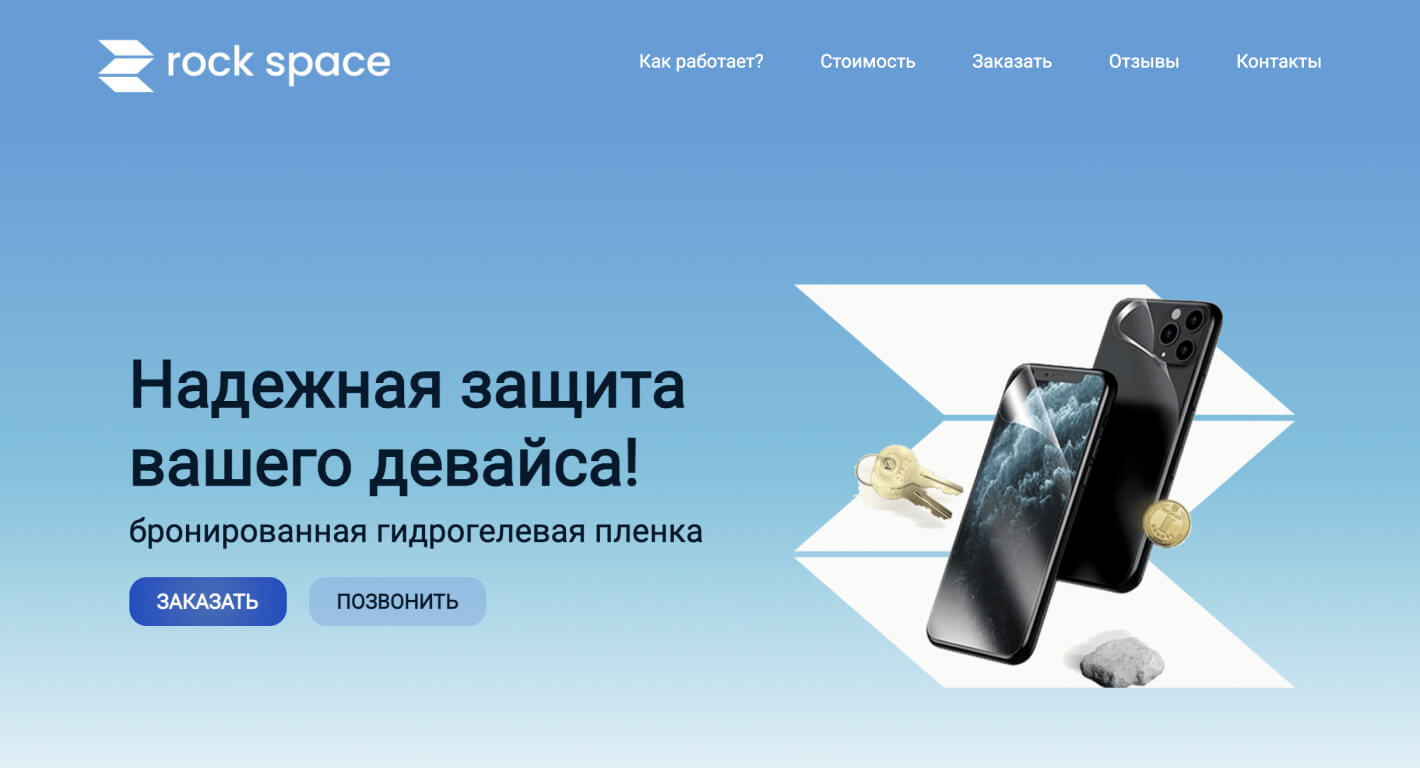 rock space
Как работает?
Стоимость
Заказать
Отзывы
Контакты
Надежная защита
вашего девайса!
бронированная гидрогелевая пленка
ЗАКАЗАТЬ
ПОЗВОНИТЬ